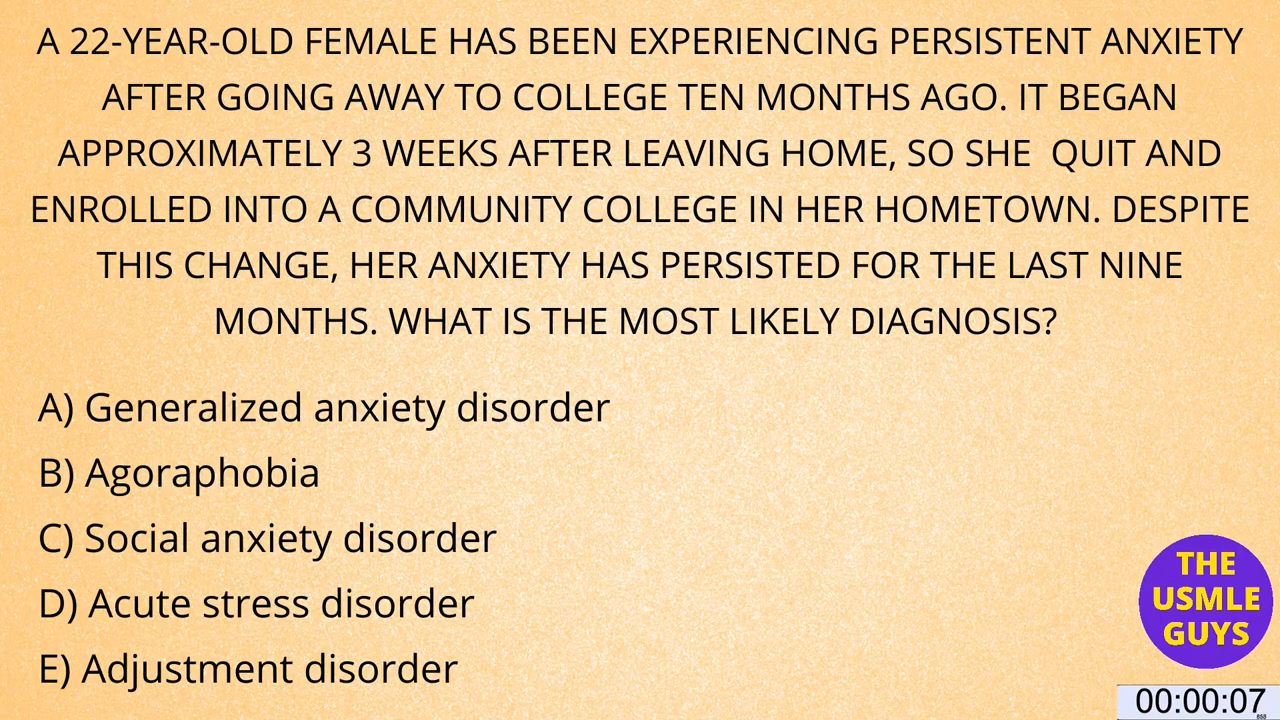 A 22-YEAR-OLD FEMALE HAS BEEN EXPERIENCING PERSISTENT ANXIETY
AFTER GOING AWAY TO COLLEGE TEN MONTHS AGO. IT BEGAN
APPROXIMATELY 3 WEEKS AFTER LEAVING HOME, SO SHE QUIT AND
ENROLLED INTO A COMMUNITY COLLEGE IN HER HOMETOWN. DESPITE
THIS CHANGE, HER ANXIETY HAS PERSISTED FOR THE LAST NINE
MONTHS. WHAT IS THE MOST LIKELY DIAGNOSIS?
A) Generalized anxiety disorder
B) Agoraphobia
C) Social anxiety disorder
D) Acute stress disorder
E) Adjustment disorder
THE
USMLE
GUYS
00:00:07